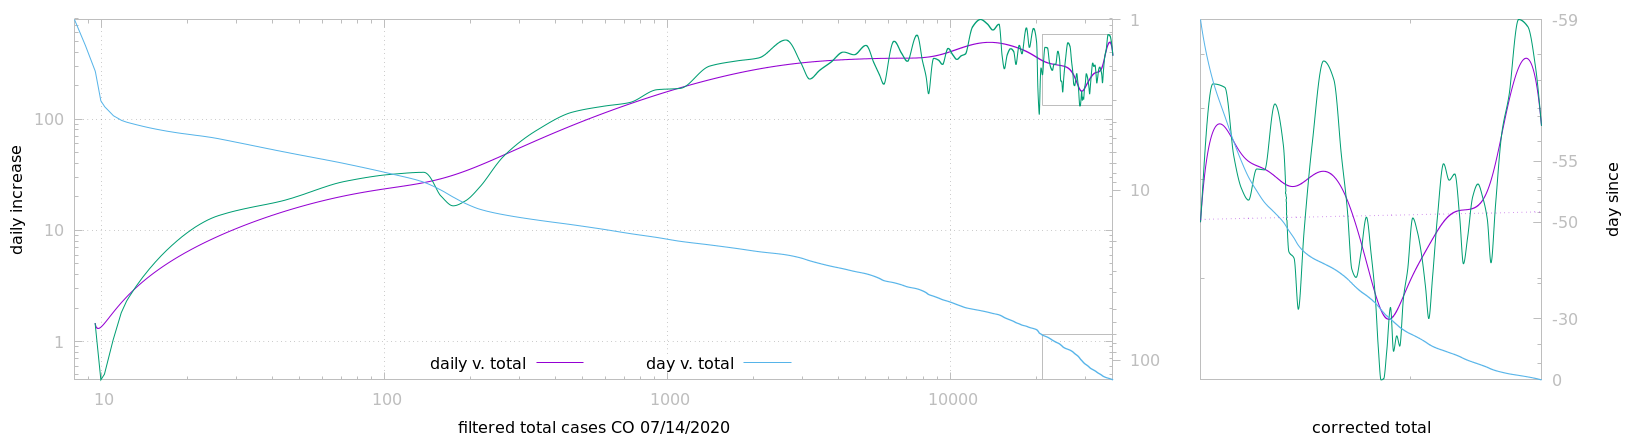 1
-59
100
-55
daily increase
10
10
-50
day since
1
-30
daily v. total
day v. total
100
0
10
100
1000
10000
filtered total cases CO 07/14/2020
corrected total